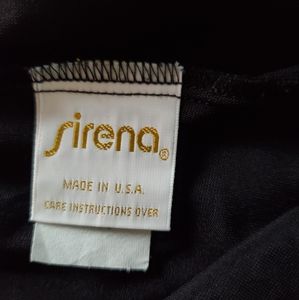 Sirena®
MADE IN U.S.A.
CARE INSTRUCTIONS OVER